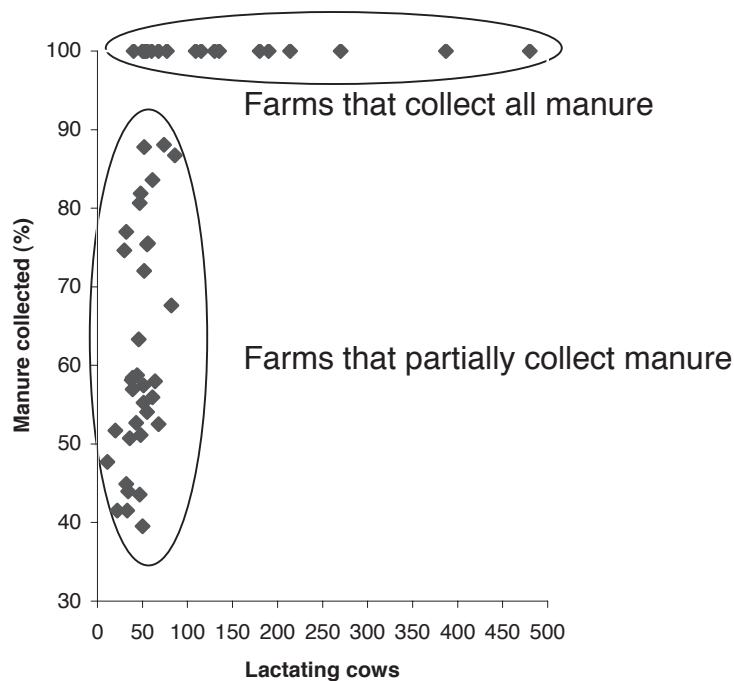 100
Farms that collect all manure
90
80
70
60
Farms that partially collect manure
50
40
30
Manure collected (%)
0 50 100 150 200 250 300 350 400 450 500
Lactating cows